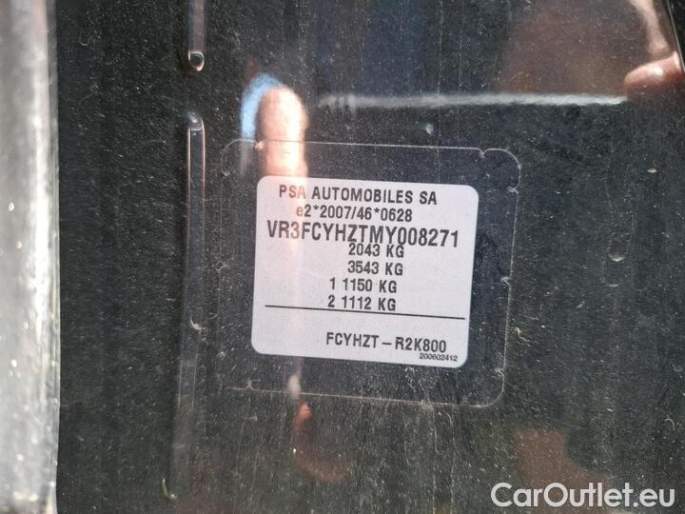 PSA AUTOMOBILES SA
e2*2007/46*0628
VR3FCYHZTMY008271
2043 KG
3543 KG
1 1150 KG
2 1112 KG
FCYHZT-R2K800
200602412
CarOutlet.eu